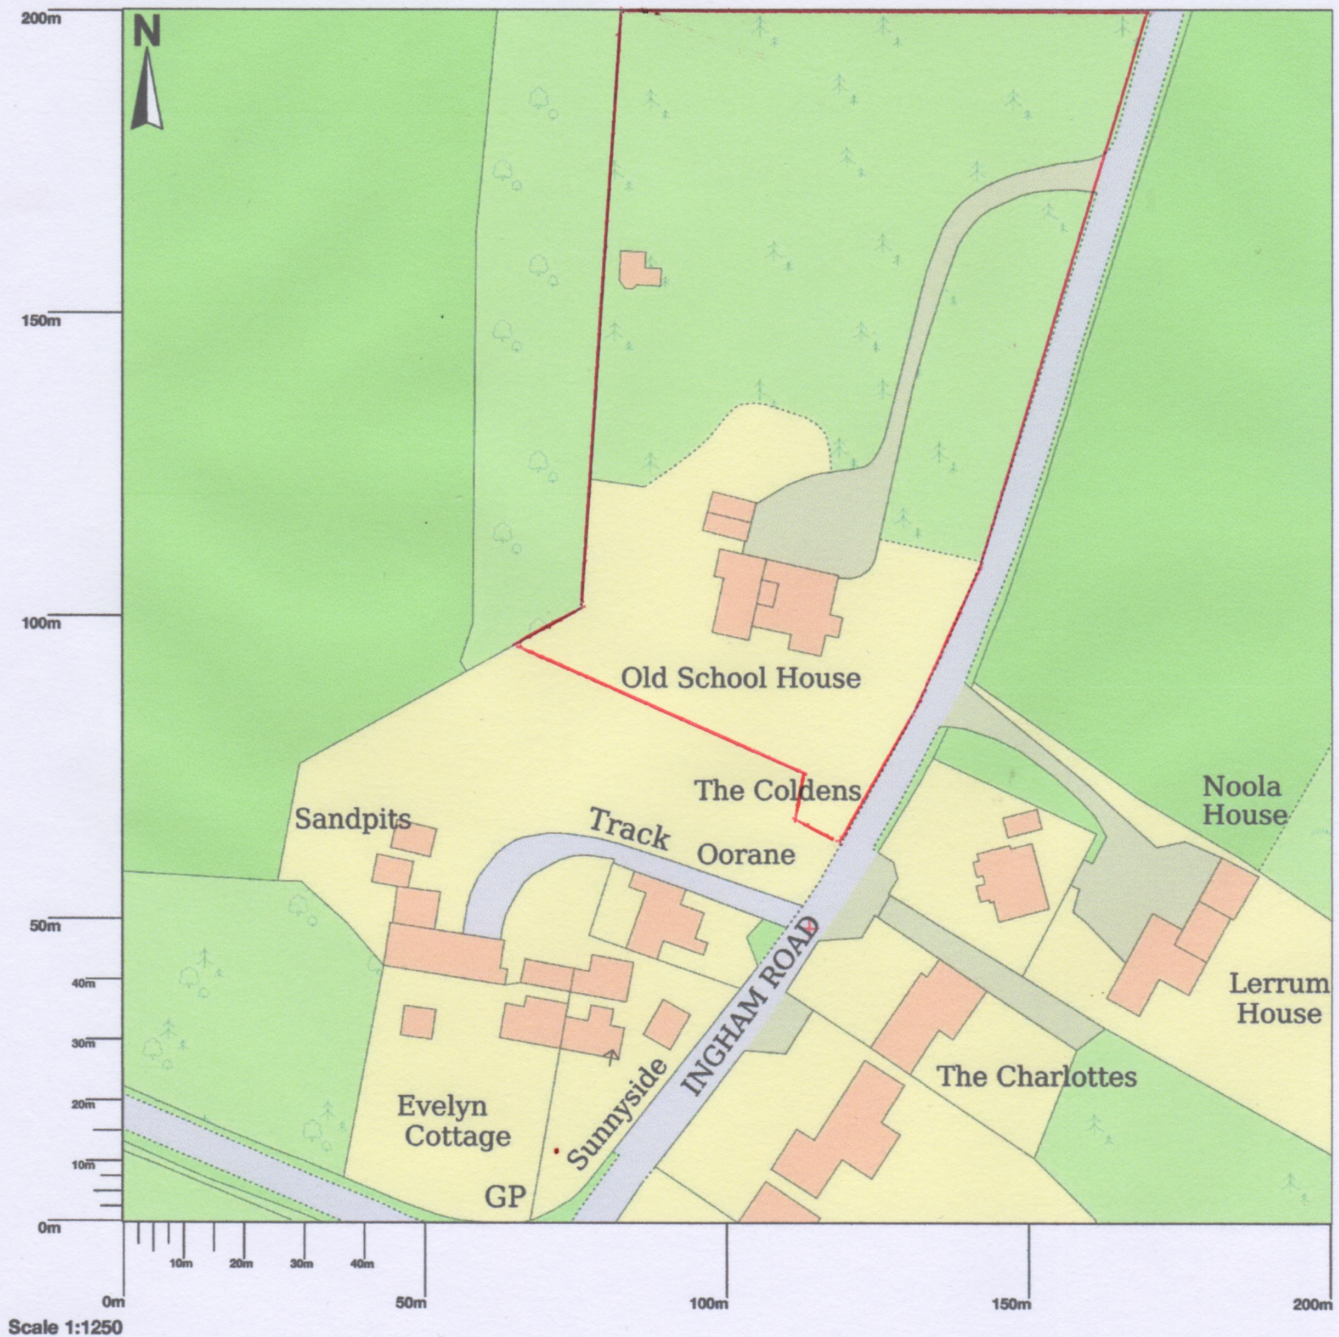 200m
N
150m
100m
Old School House
The Coldens
Noola
House
Sandpits
Track
Oorane
50m
INGHAM ROAD
40m
Lerrum
House
30m
The Charlottes
Sunnyside
20m
Evelyn
Cottage
10m
GP
0m
10m
20m
30m
40m
0m
50m
100m
150m
200m
Scale 1:1250